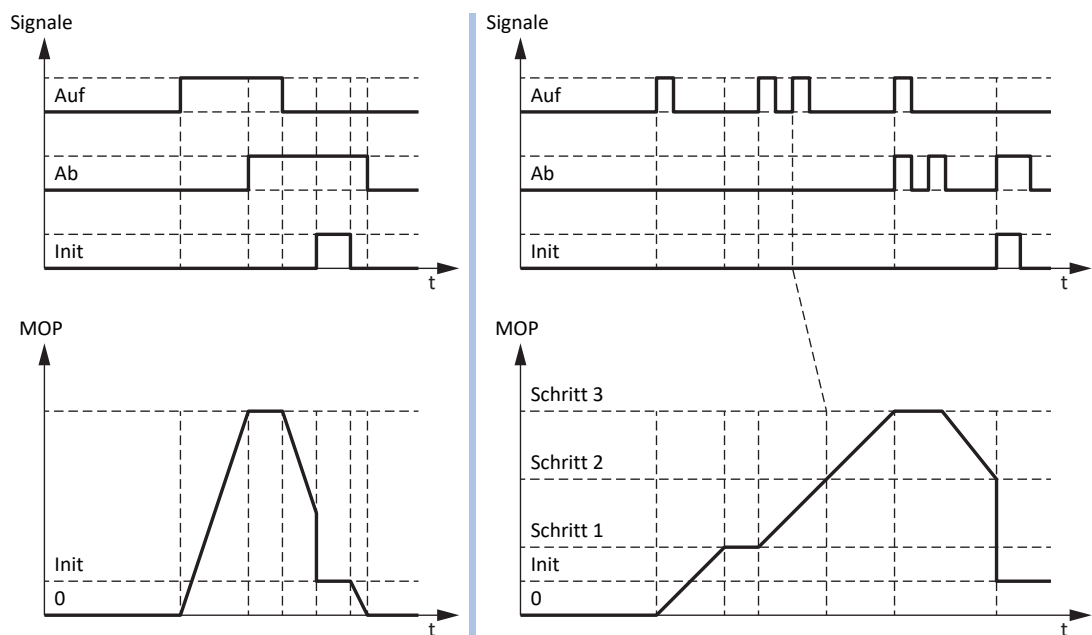 Signale
Auf
Ab
Init
t
MOP
Init
0
t
Signale
Auf
Ab
Init
t
MOP
Schritt 3
Schritt 2
Schritt 1
Init
0
t